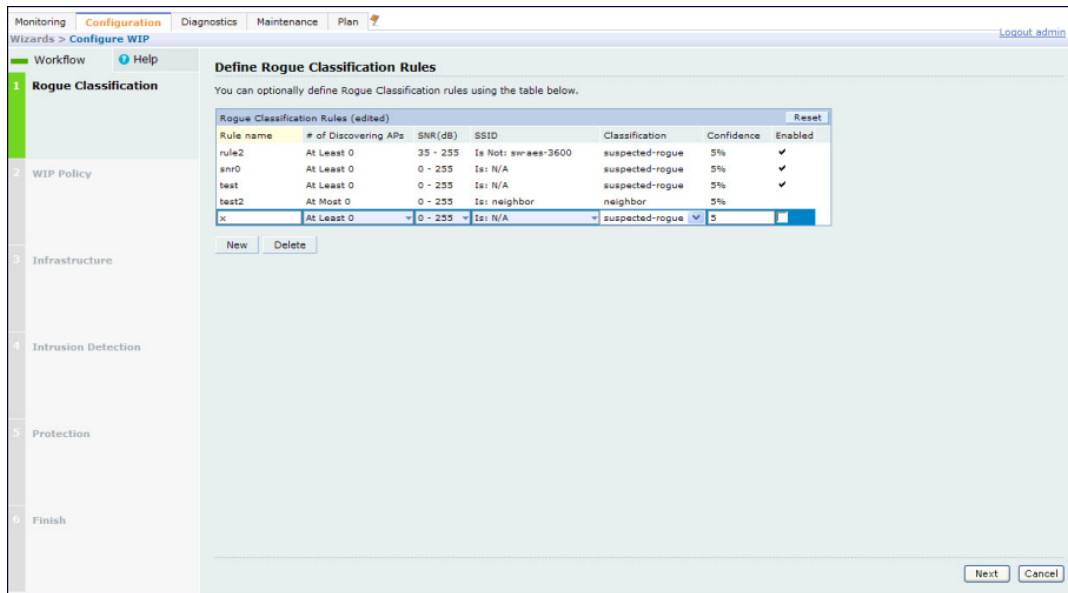 Monitoring Configuration Diagnostics Maintenance Plan
Logout admin
Wizards > Configure WIP
Workflow Help
1 Rogue Classification
2 WIP Policy
3 Infrastructure
4 Intrusion Detection
5 Protection
6 Finish
Define Rogue Classification Rules
You can optionally define Rogue Classification rules using the table below.
Rogue Classification Rules (edited) Reset
Rule name # of Discovering APs SNR(dB) SSID Classification Confidence Enabled
rule2 At Least 0 35 - 255 Is Not: sw-aes-3600 suspected-rogue 5% ✔
snr0 At Least 0 0 - 255 Is: N/A suspected-rogue 5% ✔
test At Least 0 0 - 255 Is: N/A suspected-rogue 5% ✔
test2 At Most 0 0 - 255 Is: neighbor neighbor 5%
x At Least 0 0 - 255 Is: N/A suspected-rogue 5
New Delete
Next Cancel